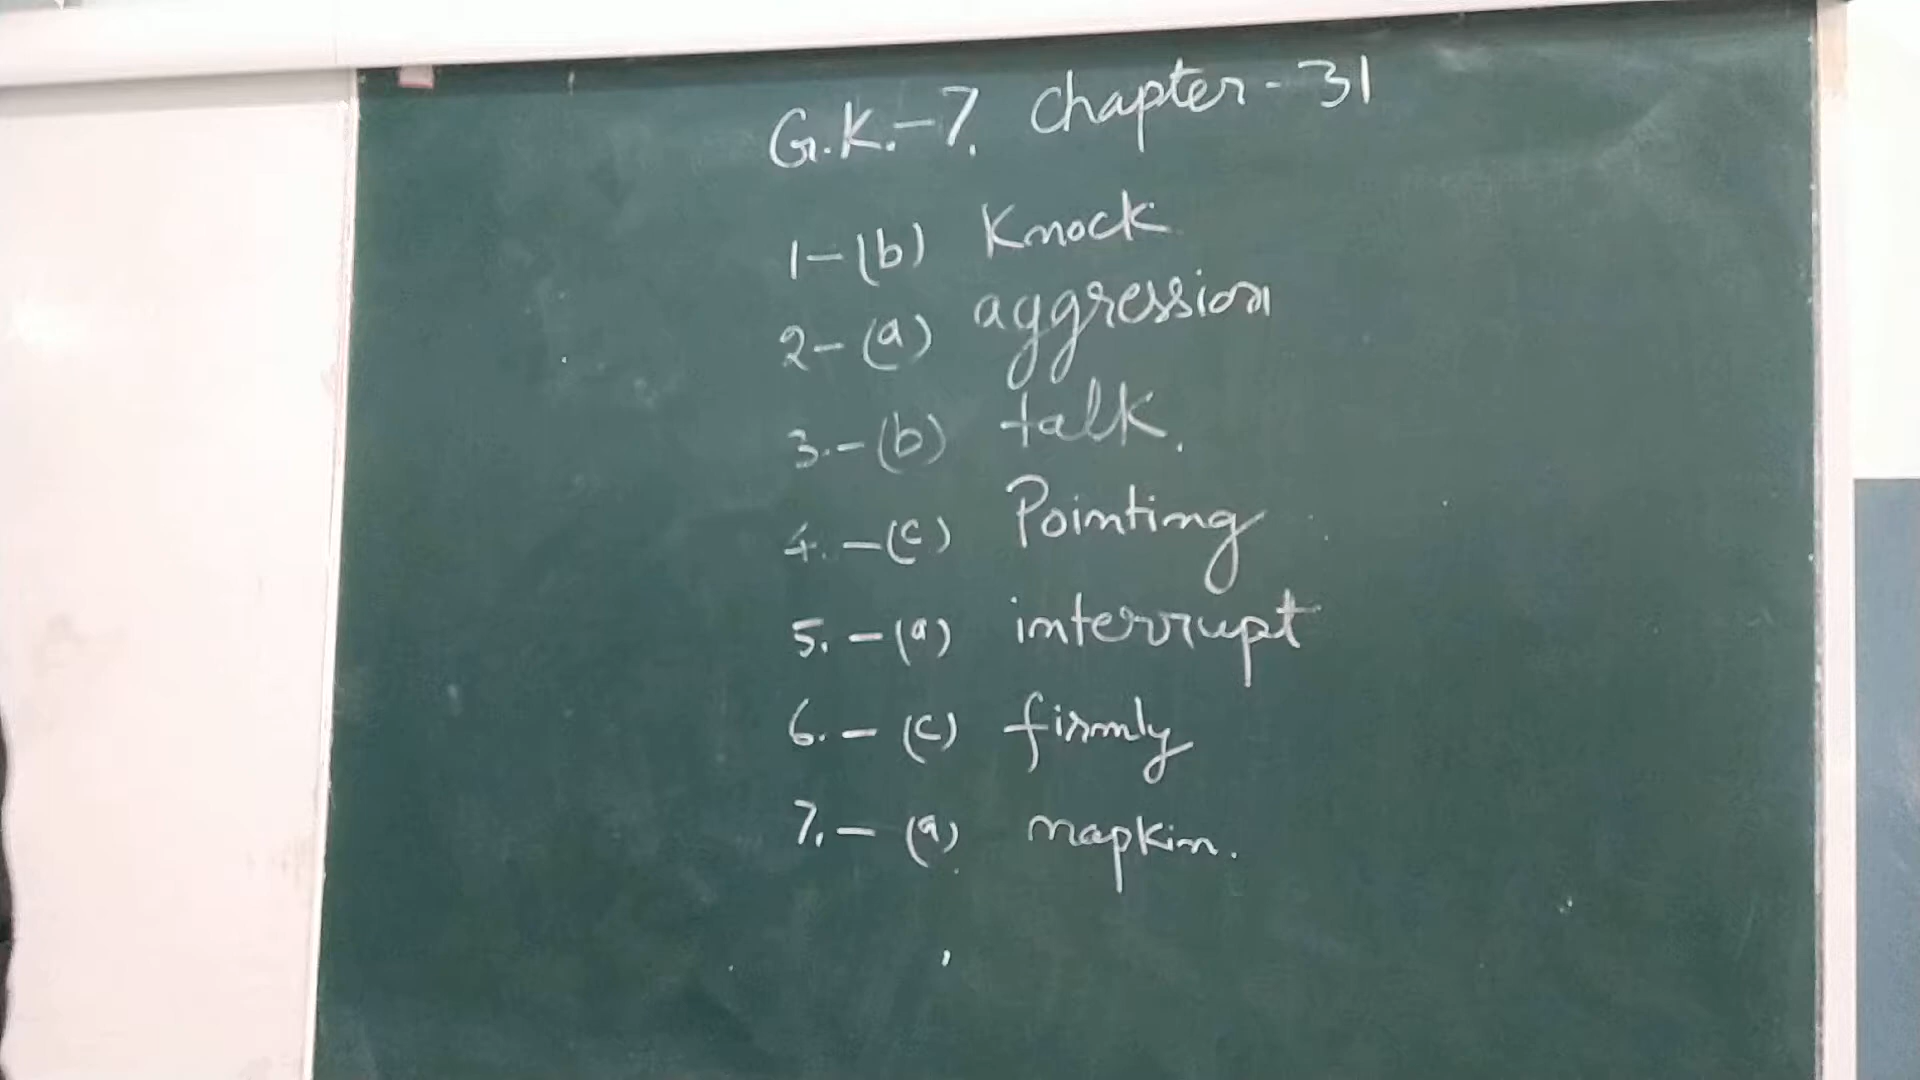 G.K.-7. Chapter-31
1-(b) Knock
2-(a) aggression
3.-(b) talk.
4.-(c) Pointing
5.-(a) interrupt
6.-(c) firmly
7.-(a) napkin.